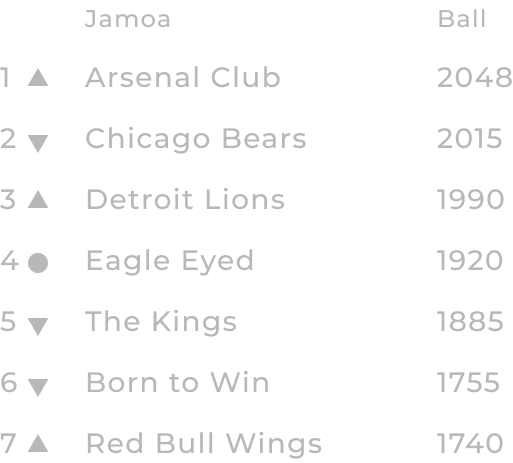 Jamoa Ball
1 ▲ Arsenal Club 2048
2 ▼ Chicago Bears 2015
3 ▲ Detroit Lions 1990
4 ● Eagle Eyed 1920
5 ▼ The Kings 1885
6 ▼ Born to Win 1755
7 ▲ Red Bull Wings 1740